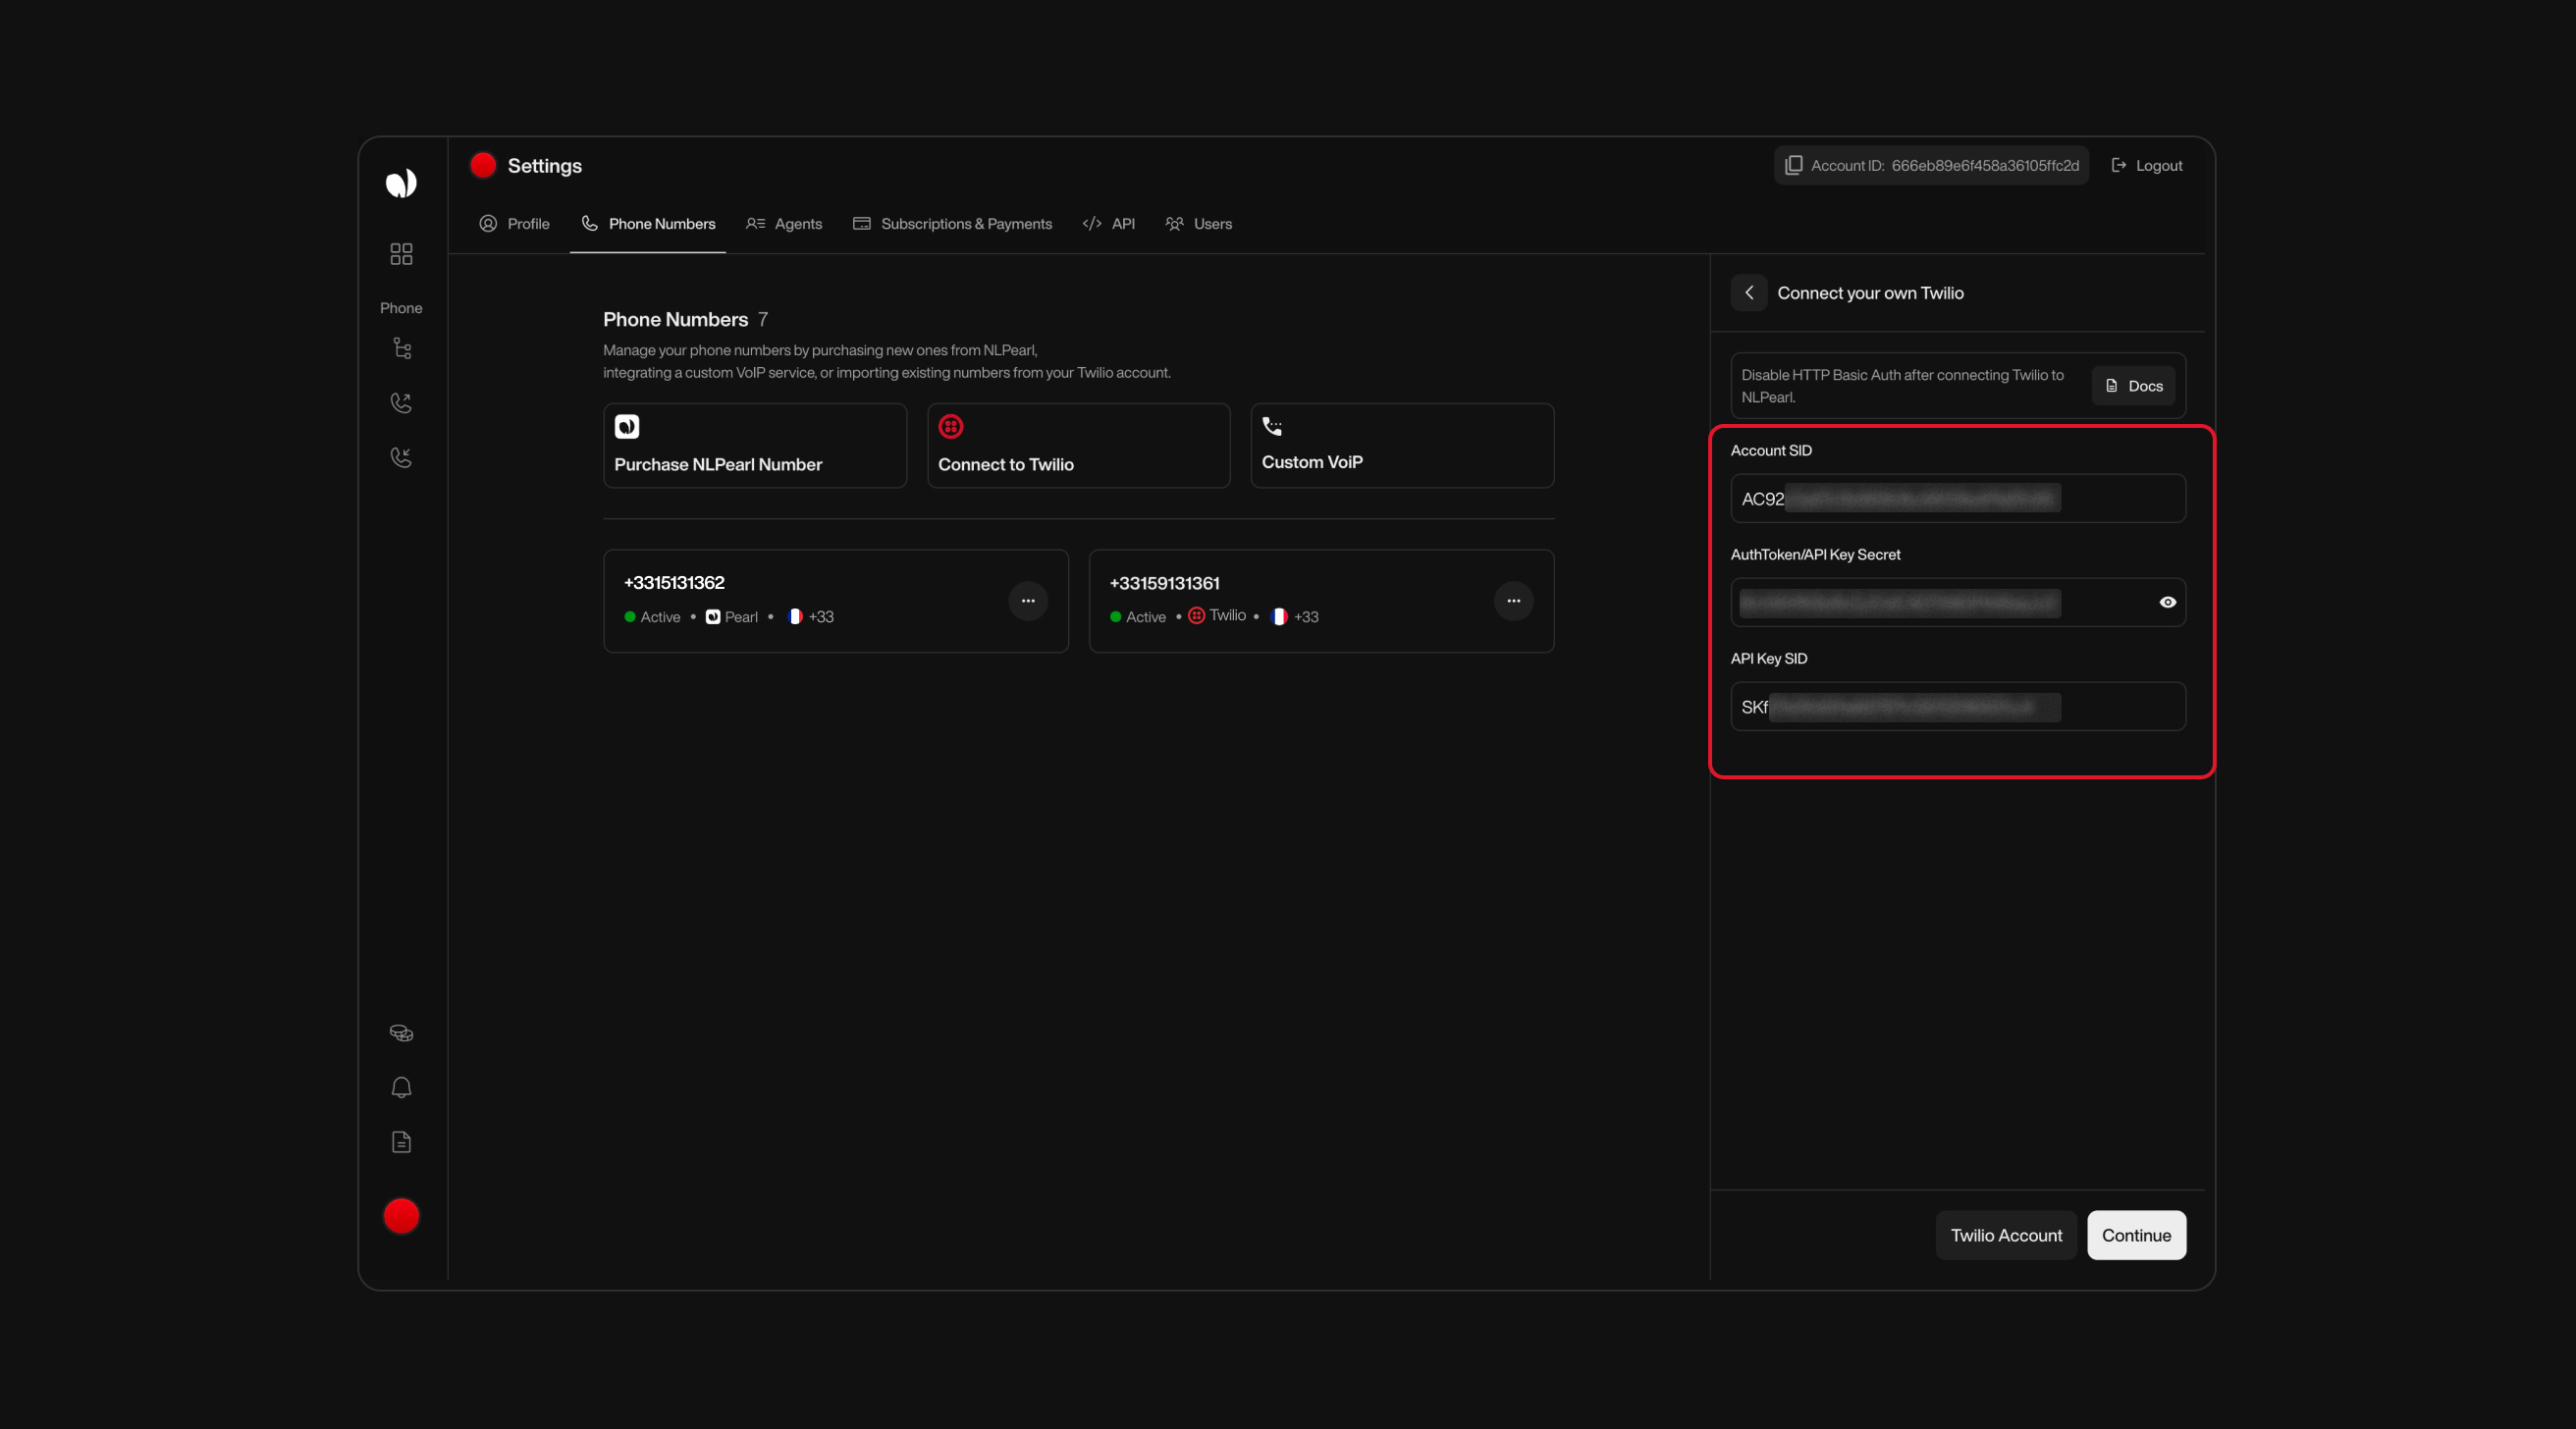 Settings
Account ID: 666eb89e6f458a36105ffc2d
Logout
Profile
Phone Numbers
Agents
Subscriptions & Payments
API
Users
Phone
Phone Numbers 7
Manage your phone numbers by purchasing new ones from NLPearl,
integrating a custom VoIP service, or importing existing numbers from your Twilio account.
Purchase NLPearl Number
Connect to Twilio
Custom VoiP
+3315131362
Active • Pearl • +33
+33159131361
Active • Twilio • +33
Connect your own Twilio
Disable HTTP Basic Auth after connecting Twilio to
NLPearl.
Docs
Account SID
AC92
AuthToken/API Key Secret
API Key SID
SKf
Twilio Account
Continue